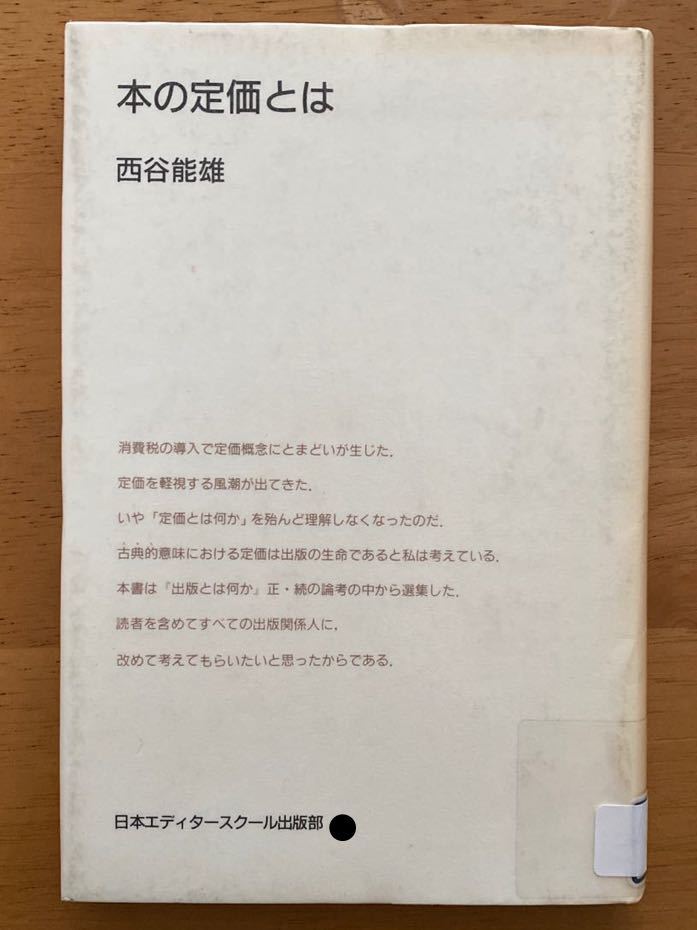 本の定価とは
西谷能雄
消費税の導入で定価概念にとまどいが生じた．
定価を軽視する風潮が出てきた．
いや「定価とは何か」を殆んど理解しなくなったのだ．
古典的意味における定価は出版の生命であると私は考えている．
本書は『出版とは何か』正・続の論考の中から選集した．
読者を含めてすべての出版関係人に．
改めて考えてもらいたいと思ったからである．
日本エディタースクール出版部